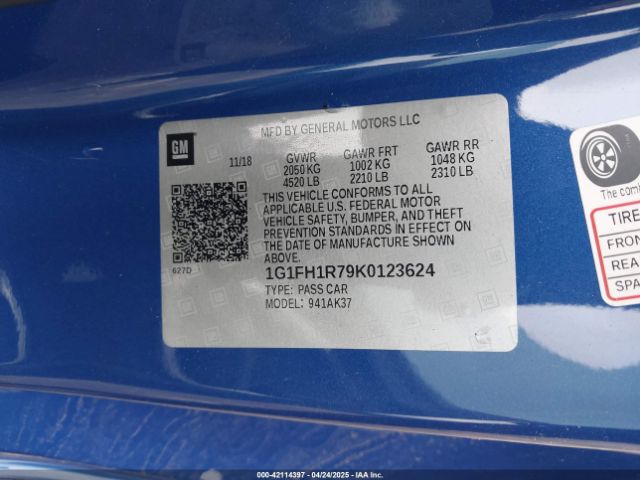 MFD BY GENERAL MOTORS LLC
GM
11/18 GVWR GAWR FRT GAWR RR
2050 KG 1002 KG 1048 KG
4520 LB 2210 LB 2310 LB
THIS VEHICLE CONFORMS TO ALL
APPLICABLE U.S. FEDERAL MOTOR
VEHICLE SAFETY, BUMPER, AND THEFT
PREVENTION STANDARDS IN EFFECT ON
THE DATE OF MANUFACTURE SHOWN
ABOVE.
627D
1G1FH1R79K0123624
TYPE: PASS CAR
MODEL: 941AK37
The com
TIRE
FRON
REA
SPA
000-42114397 - 04/24/2025 - IAAI.COM